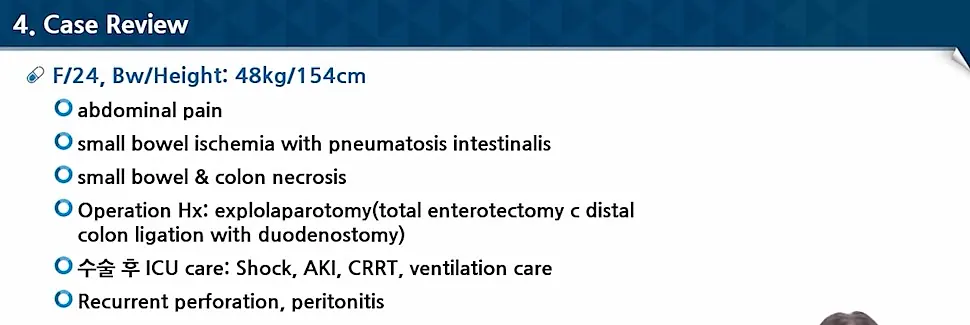 4. Case Review
F/24, Bw/Height: 48kg/154cm
abdominal pain
small bowel ischemia with pneumatosis intestinalis
small bowel & colon necrosis
Operation Hx: explolaparotomy(total enterotectomy c distal
colon ligation with duodenostomy)
수술 후 ICU care: Shock, AKI, CRRT, ventilation care
Recurrent perforation, peritonitis